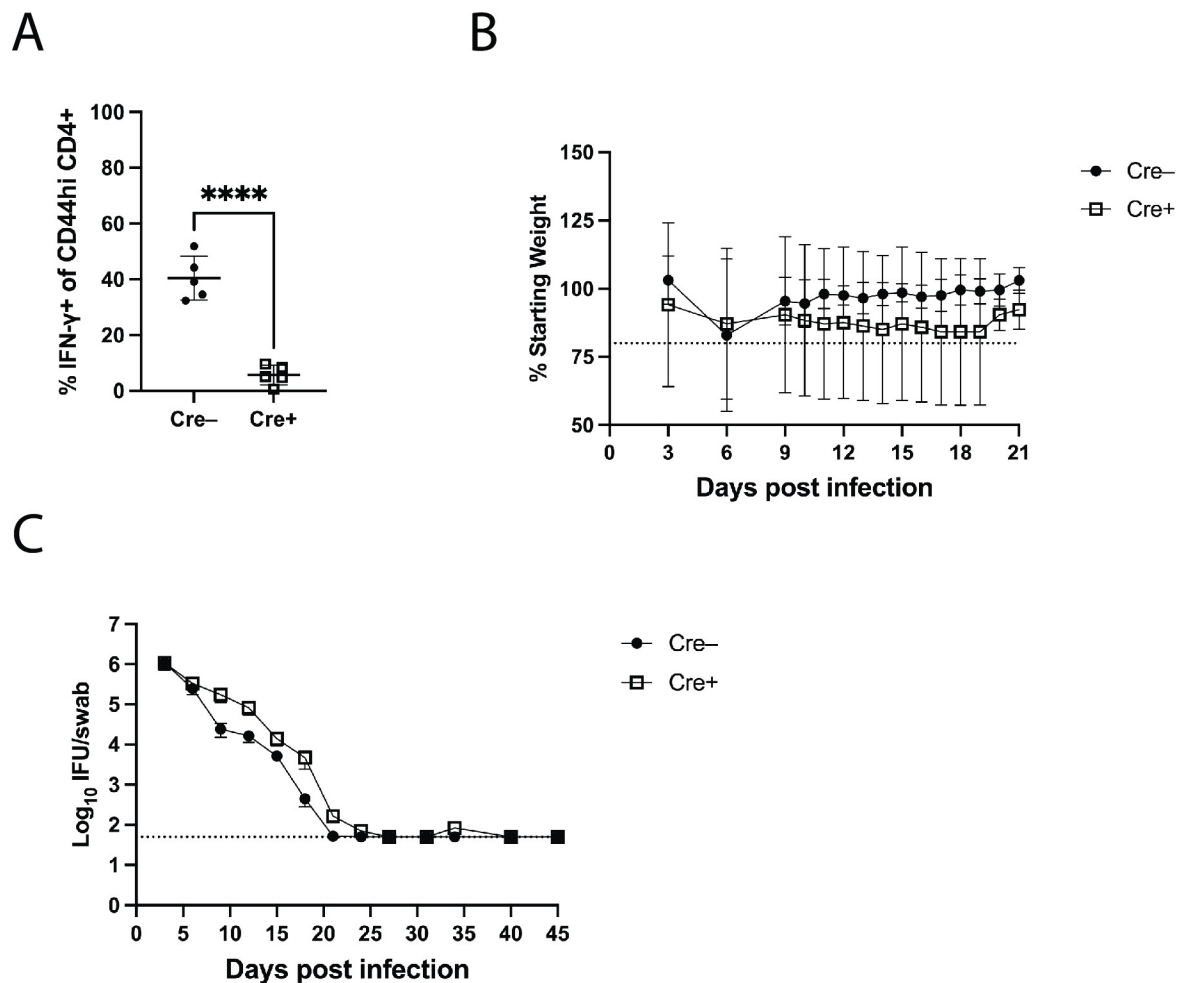 A
B
% IFN-γ+ of CD44hi CD4+
100
80
60
40
20
0
****
Cre–
Cre+
% Starting Weight
150
125
100
75
50
0
3
6
9
12
15
18
21
Days post infection
Cre–
Cre+
C
Log10 IFU/swab
7
6
5
4
3
2
1
0
0
5
10
15
20
25
30
35
40
45
Days post infection
Cre–
Cre+